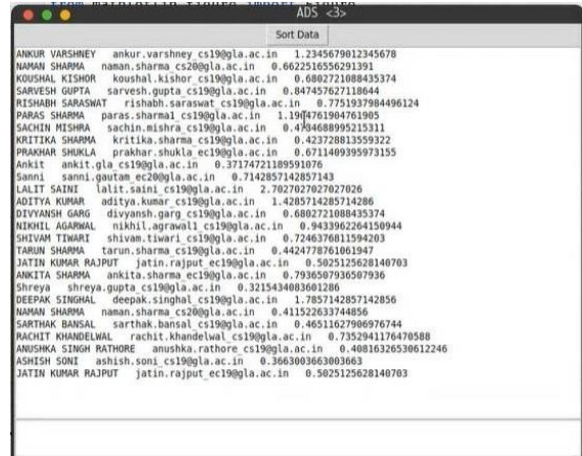 from matplotlib.figure import Figure
ADS <3>
Sort Data
ANKUR VARSHNEY ankur.varshney_cs19@gla.ac.in 1.2345679012345678
NAMAN SHARMA naman.sharma_cs20@gla.ac.in 0.6622516556291391
KOUSHAL KISHOR koushal.kishor_cs19@gla.ac.in 0.6802721088435374
SARVESH GUPTA sarvesh.gupta_cs19@gla.ac.in 0.847457627118644
RISHABH SARASWAT rishabh.saraswat_cs19@gla.ac.in 0.7751937984496124
PARAS SHARMA paras.sharma1_cs19@gla.ac.in 1.1904761904761905
SACHIN MISHRA sachin.mishra_cs19@gla.ac.in 0.4734688995215311
KRITIKA SHARMA kritika.sharma_cs19@gla.ac.in 0.423728813559322
PRAKHAR SHUKLA prakhar.shukla_ec19@gla.ac.in 0.6711409395973155
Ankit ankit.gla_cs19@gla.ac.in 0.37174721189591076
Sanni sanni.gautam_ec20@gla.ac.in 0.7142857142857143
LALIT SAINI lalit.saini_cs19@gla.ac.in 2.7027027027027026
ADITYA KUMAR aditya.kumar_cs19@gla.ac.in 1.4285714285714286
DIVYANSH GARG divyansh.garg_cs19@gla.ac.in 0.6802721088435374
NIKHIL AGARWAL nikhil.agrawal1_cs19@gla.ac.in 0.9433962264150944
SHIVAM TIWARI shivam.tiwari_cs19@gla.ac.in 0.7246376811594203
TARUN SHARMA tarun.sharma_cs19@gla.ac.in 0.4424778761061947
JATIN KUMAR RAJPUT jatin.rajput_ec19@gla.ac.in 0.5025125628140703
ANKITA SHARMA ankita.sharma_ec19@gla.ac.in 0.7936507936507936
Shreya shreya.gupta_cs19@gla.ac.in 0.3215434083601286
DEEPAK SINGHAL deepak.singhal_cs19@gla.ac.in 1.7857142857142856
NAMAN SHARMA naman.sharma_cs20@gla.ac.in 0.411522633744856
SARTHAK BANSAL sarthak.bansal_cs19@gla.ac.in 0.46511627906976744
RACHIT KHANDELWAL rachit.khandelwal_cs19@gla.ac.in 0.7352941176470588
ANUSHKA SINGH RATHORE anushka.rathore_cs19@gla.ac.in 0.40816326530612246
ASHISH SONI ashish.soni_cs19@gla.ac.in 0.3663003663003663
JATIN KUMAR RAJPUT jatin.rajput_ec19@gla.ac.in 0.5025125628140703